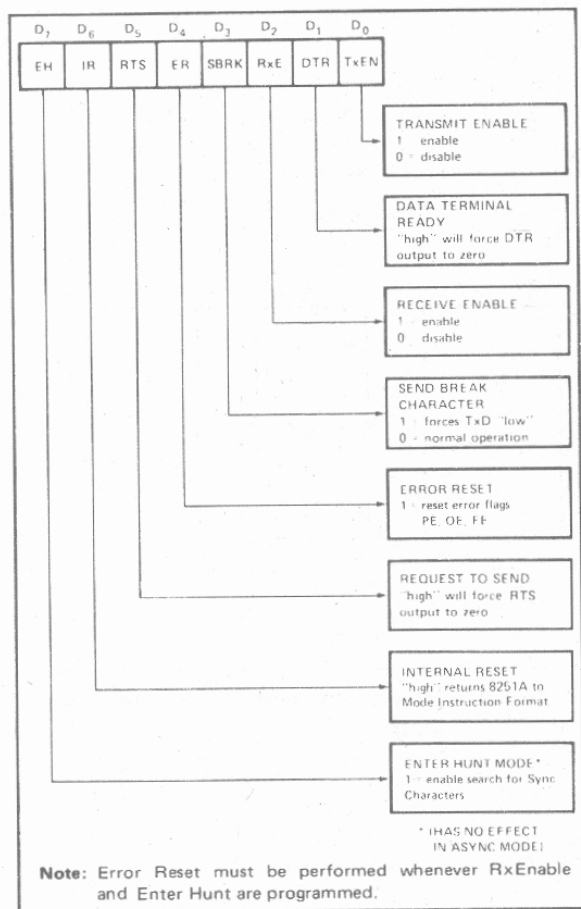 D7 D6 D5 D4 D3 D2 D1 D0
EH IR RTS ER SBRK RxE DTR TxEN
TRANSMIT ENABLE
1 = enable
0 = disable
DATA TERMINAL
READY
"high" will force DTR
output to zero
RECEIVE ENABLE
1 = enable
0 = disable
SEND BREAK
CHARACTER
1 = forces TxD "low"
0 = normal operation
ERROR RESET
1 = reset error flags
PE, OE, FE
REQUEST TO SEND
"high" will force RTS
output to zero
INTERNAL RESET
"high" returns 8251A to
Mode Instruction Format
ENTER HUNT MODE*
1 = enable search for Sync
Characters
* (HAS NO EFFECT
IN ASYNC MODE)
Note: Error Reset must be performed whenever RxEnable
and Enter Hunt are programmed.